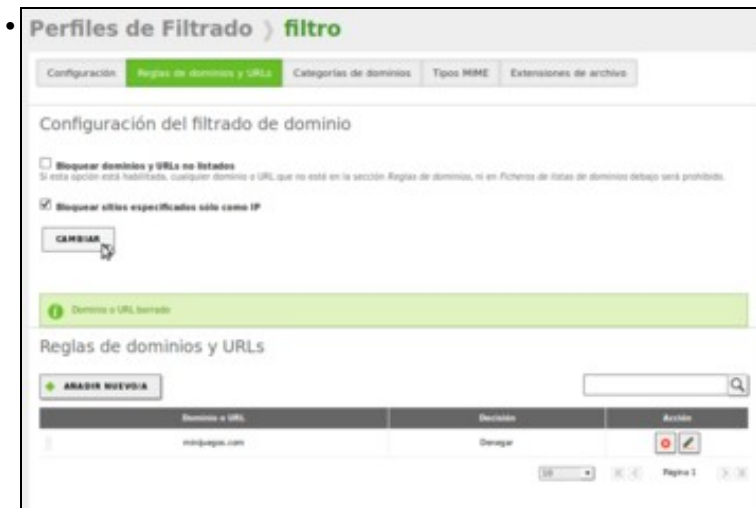 Perfiles de Filtrado 〉 filtro
Configuración Reglas de dominios y URLs Categorías de dominios Tipos MIME Extensiones de archivo
Configuración del filtrado de dominio
Bloquear dominios y URLs no listados
Si esta opción está habilitada, cualquier dominio o URL que no esté en la sección Reglas de dominios, ni en Ficheros de listas de dominios debajo será prohibido.
Bloquear sitios especificados sólo como IP
CAMBIAR
Dominio o URL borrado
Reglas de dominios y URLs
AÑADIR NUEVO/A
Dominio o URL Decisión Acción
minijuegos.com Denegar
10 Página 1